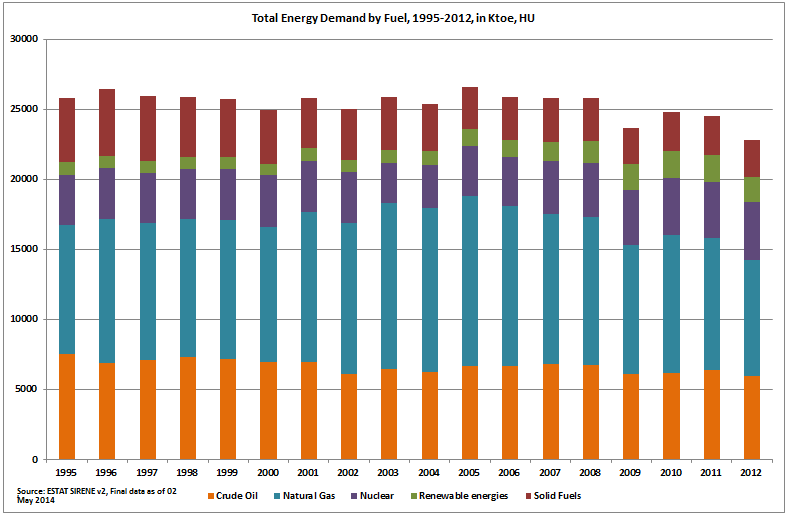 Total Energy Demand by Fuel, 1995-2012, in Ktoe, HU
30000
25000
20000
15000
10000
5000
0
1995 1996 1997 1998 1999 2000 2001 2002 2003 2004 2005 2006 2007 2008 2009 2010 2011 2012
Source: ESTAT SIRENE v2, Final data as of 02
May 2014
Crude Oil Natural Gas Nuclear Renewable energies Solid Fuels